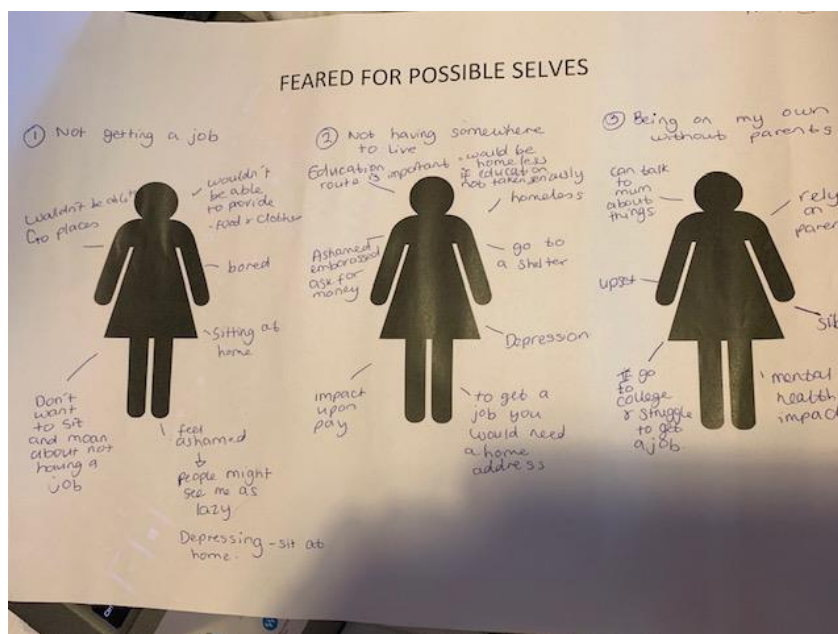 FEARED FOR POSSIBLE SELVES
① Not getting a job
Go places
wouldn't
be able
to provide
- food & clothes
bored
Sitting at
home
Don't
want
to sit
and moan
about not
having a
job
feel
ashamed
↓
people might
see me as
lazy
Depressing - sit at
home.
② Not having somewhere
to live
Education
route is important
would be
homeless
if education
not taken seriously
homeless
Ashamed
embarossed
ask for
money
go to
a shelter
Depression
impact
upon
pay
to get a
job you
would need
a home
address
③ Being on my own
without parents
can talk
to
mum
about
things
rely
on
upset
If go
to
college
& struggle
to get
a job
mental
health
impact